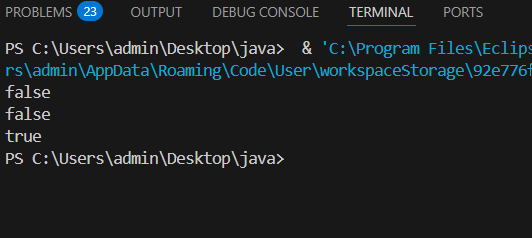 PROBLEMS 23 OUTPUT DEBUG CONSOLE TERMINAL PORTS
PS C:\Users\admin\Desktop\java>  & 'C:\Program Files\Eclips
rs\admin\AppData\Roaming\Code\User\workspaceStorage\92e776f
false
false
true
PS C:\Users\admin\Desktop\java>